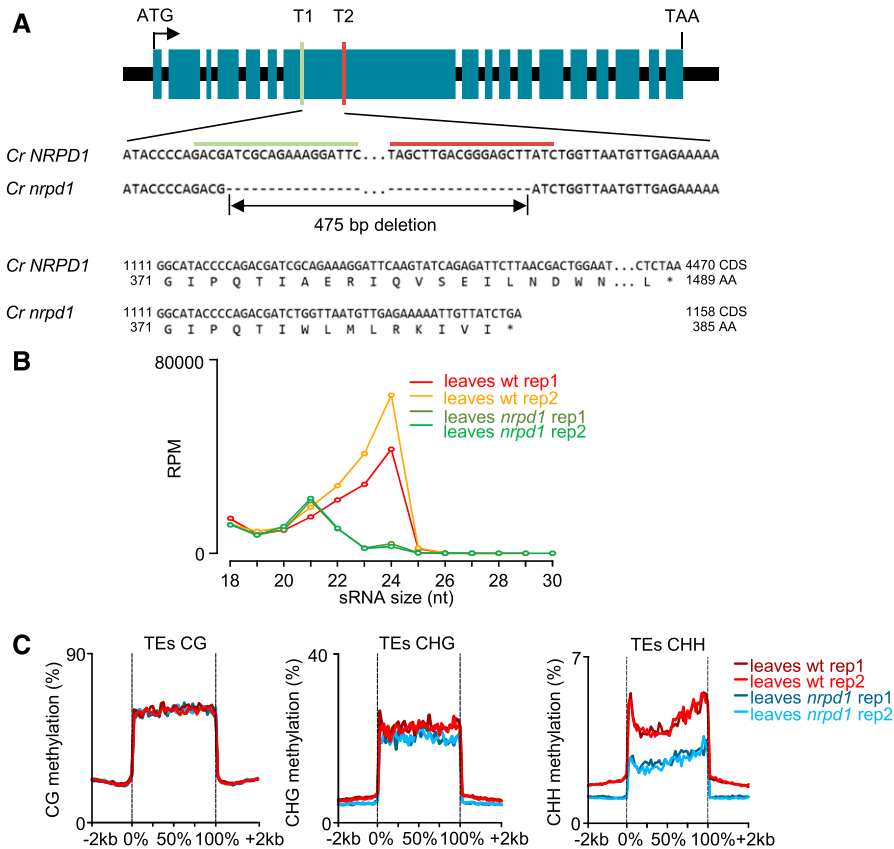 A
ATG T1 T2 TAA
Cr NRPD1 ATACCCCAGACGATCGCAGAAAGGATTC...TAGCTTGACGGGAGCTTATCTGGTTAATGTTGAGAAAAA
Cr nrpd1 ATACCCCAGACG----------------...-----------------ATCTGGTTAATGTTGAGAAAAA
475 bp deletion
Cr NRPD1 1111 GGCATACCCCAGACGATCGCAGAAAGGATTCAAGTATCAGAGATTCTTAACGACTGGAAT...CTCTAA 4470 CDS
371 G I P Q T I A E R I Q V S E I L N D W N ... L * 1489 AA
Cr nrpd1 1111 GGCATACCCCAGACGATCTGGTTAATGTTGAGAAAAATTGTTATCTGA 1158 CDS
371 G I P Q T I W L M L R K I V I * 385 AA
B
80000
RPM
0
18 20 22 24 26 28 30
sRNA size (nt)
leaves wt rep1
leaves wt rep2
leaves nrpd1 rep1
leaves nrpd1 rep2
C
TEs CG
90
CG methylation (%)
0
-2kb 0% 50% 100% +2kb
TEs CHG
40
CHG methylation (%)
0
-2kb 0% 50% 100% +2kb
TEs CHH
7
CHH methylation (%)
0
-2kb 0% 50% 100% +2kb
leaves wt rep1
leaves wt rep2
leaves nrpd1 rep1
leaves nrpd1 rep2